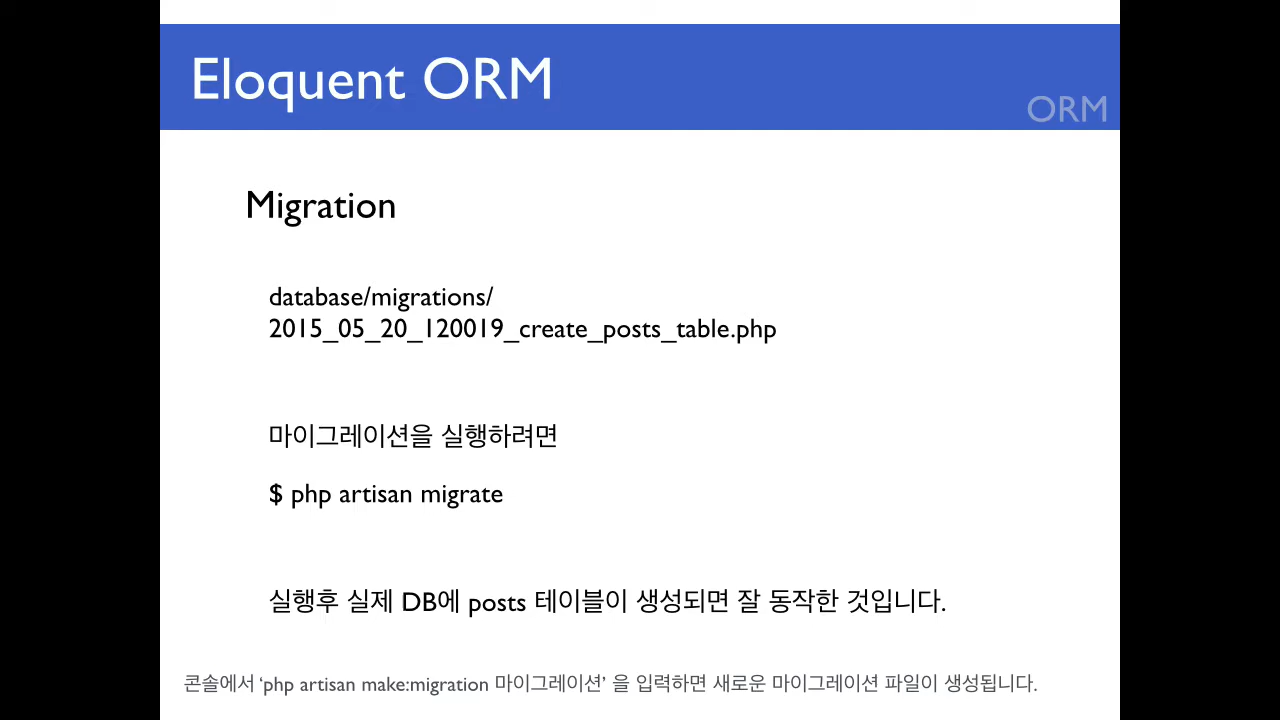 Eloquent ORM
ORM
Migration
database/migrations/
2015_05_20_120019_create_posts_table.php
마이그레이션을 실행하려면
$ php artisan migrate
실행후 실제 DB에 posts 테이블이 생성되면 잘 동작한 것입니다.
콘솔에서 ‘php artisan make:migration 마이그레이션’ 을 입력하면 새로운 마이그레이션 파일이 생성됩니다.